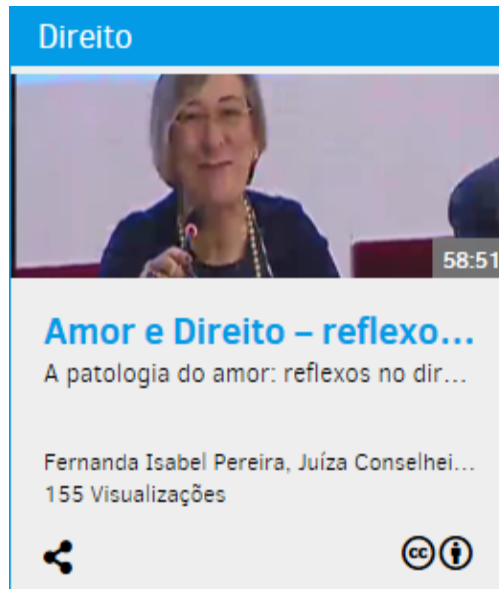 Direito
58:51
Amor e Direito – reflexo...
A patologia do amor: reflexos no dir...
Fernanda Isabel Pereira, Juíza Conselhei...
155 Visualizações
cc